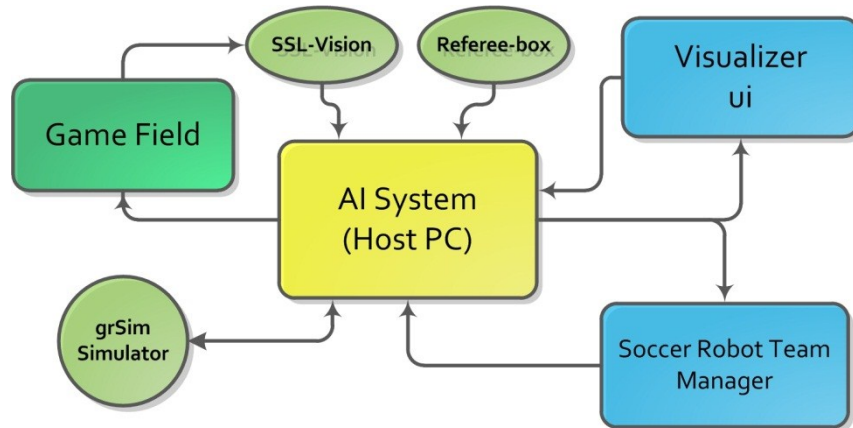 SSL-Vision
Referee-box
Visualizer
ui
Game Field
AI System
(Host PC)
grSim
Simulator
Soccer Robot Team
Manager